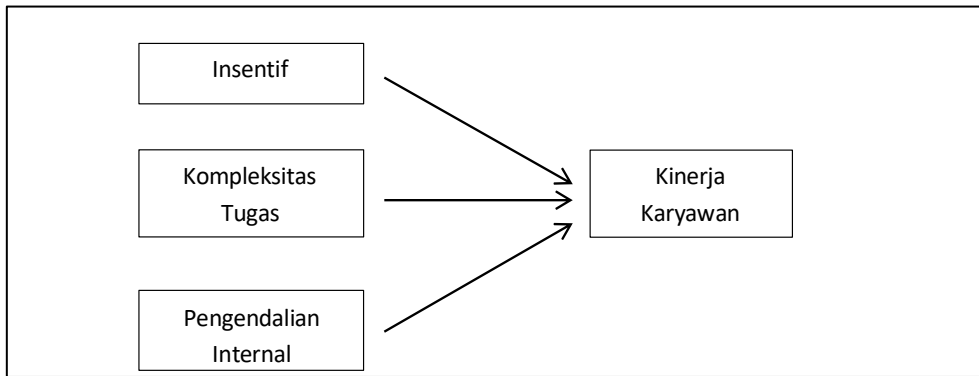 Insentif
Kompleksitas
Tugas
Kinerja
Karyawan
Pengendalian
Internal